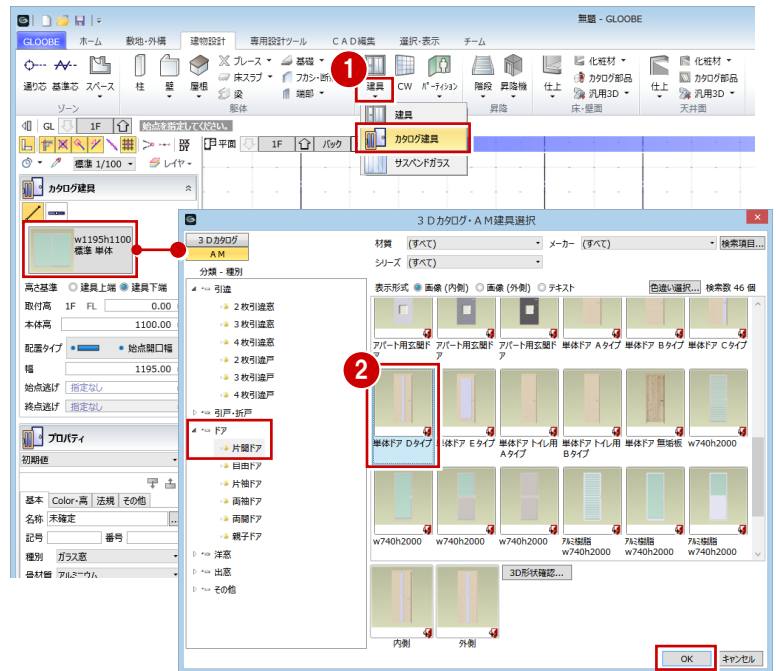 無題 - GLOOBE
GLOOBE ホーム 敷地・外構 建物設計 専用設計ツール CAD編集 選択・表示 チーム
ブレース 基礎 化粧材 化粧材
床スラブ カタログ部品 カタログ部品
通り芯 基準芯 スペース 柱 壁 屋根 梁 端部 建具 CW パーテイション 階段 昇降機 仕上 汎用3D 仕上 汎用3D
ゾーン 躯体 昇降 床・壁面 天井面
1
建具
カタログ建具
サスペンドガラス
GL 1F 始点を指定してください。
平面 1F バック
標準 1/100 レイヤ
カタログ建具
w1195h1100
標準 単体
高さ基準 建具上端 建具下端
取付高 1F FL 0.00
本体高 1100.00
配置タイプ 始点開口幅
幅 1195.00
始点逃げ 指定なし
終点逃げ 指定なし
プロパティ
初期値
基本 Color・高 法規 その他
名称 未確定 ...
記号 番号
種別 ガラス窓
骨材質 アルミニウム
3Dカタログ・AM建具選択
3Dカタログ
AM
分類 - 種別
引違
2枚引違窓
3枚引違窓
4枚引違窓
2枚引違戸
3枚引違戸
4枚引違戸
引戸・折戸
ドア
片開ドア
自由ドア
片袖ドア
両袖ドア
両開ドア
親子ドア
洋窓
出窓
その他
材質 (すべて) メーカー (すべて) 検索項目...
シリーズ (すべて)
表示形式 画像 (内側) 画像 (外側) テキスト 色違い選択... 検索数 46 個
アパート用玄関ドア アパート用玄関ドア アパート用玄関ドア 単体ドア Aタイプ 単体ドア Bタイプ 単体ドア Cタイプ
2
単体ドア Dタイプ 単体ドア Eタイプ 単体ドア トイレ用 Aタイプ 単体ドア トイレ用 Bタイプ 単体ドア 無垢板 w740h2000
w740h2000 w740h2000 w740h2000 アルミ樹脂 w740h2000 アルミ樹脂 w740h2000 アルミ樹脂 w740h2000
3D形状確認...
内側 外側
OK キャンセル